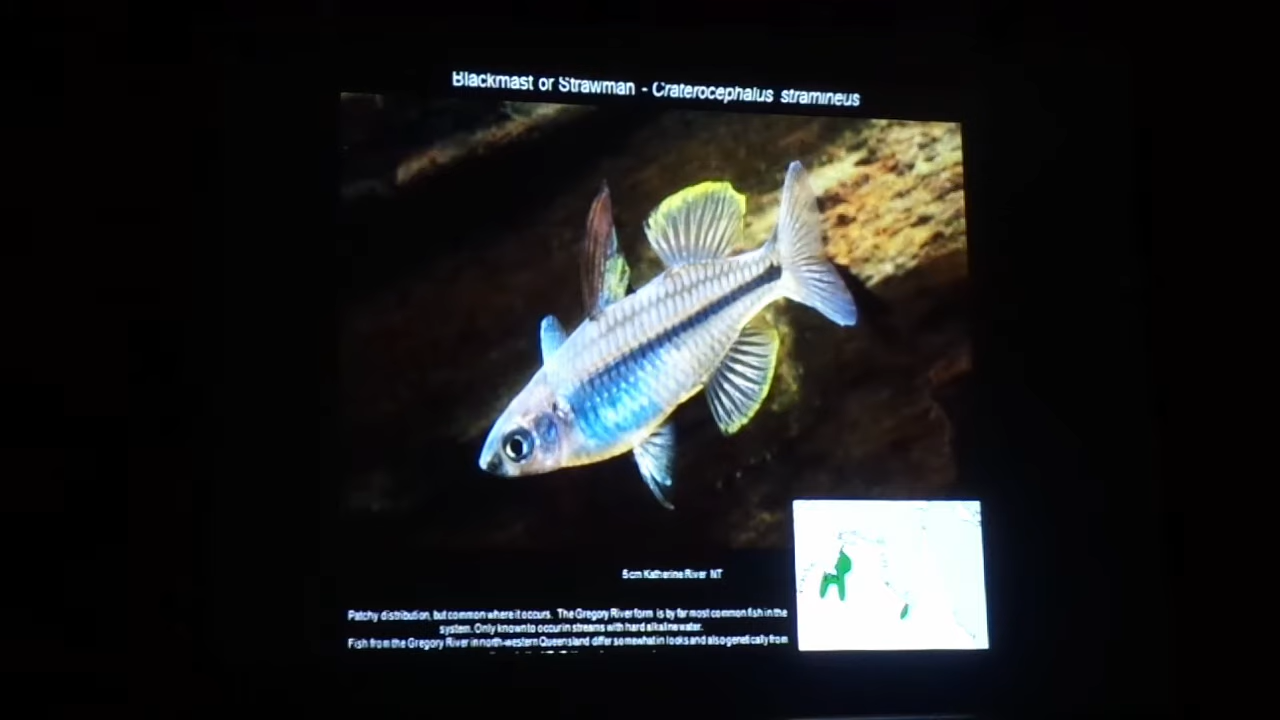 Blackmast or Strawman - Craterocephalus stramineus
5cm Katherine River NT
Patchy distribution, but common where it occurs. The Gregory River form is by far most common fish in the
system. Only known to occur in streams with hard alkaline water.
Fish from the Gregory River in north-western Queensland differ somewhat in looks and also genetically from